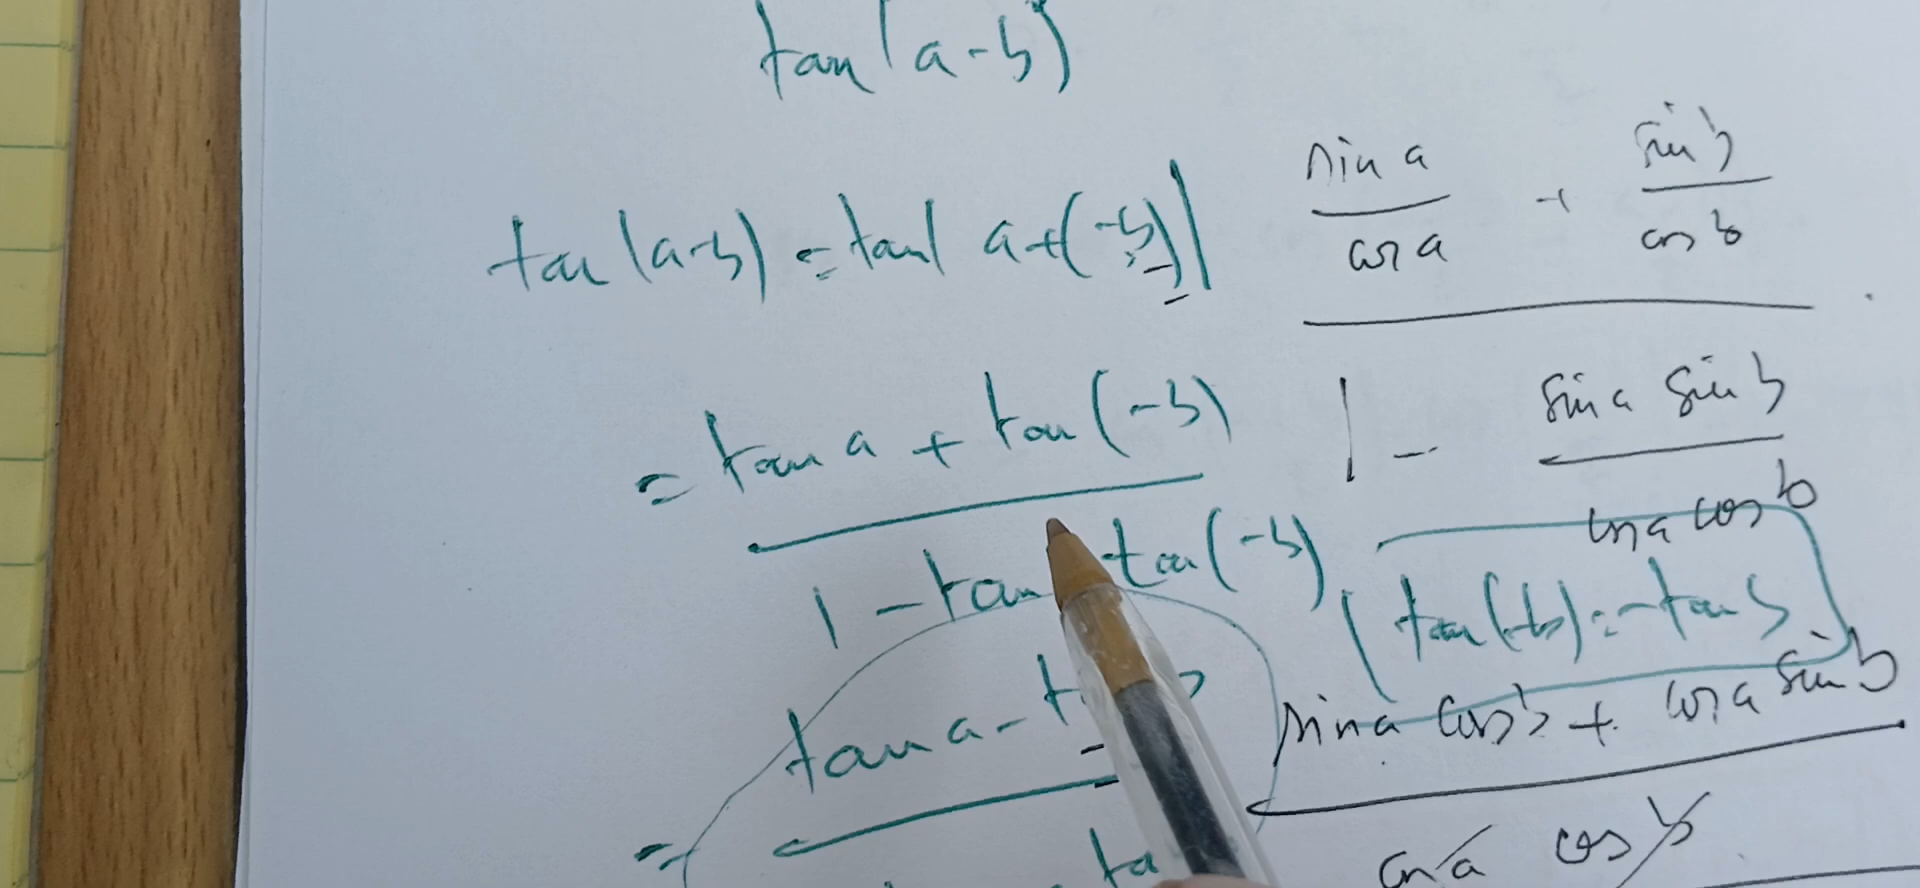 tan(a-b)
tan(a-b) = tan(a+(-b))
= tan a + tan(-b)
1 - tan tan(-b)
(tan(-b) = -tan b)
tan a -
=
sin a + sin b
cos a cos b
1 - sin a sin b
cos a cos b
sin a cos b + cos a sin b
cos a cos b